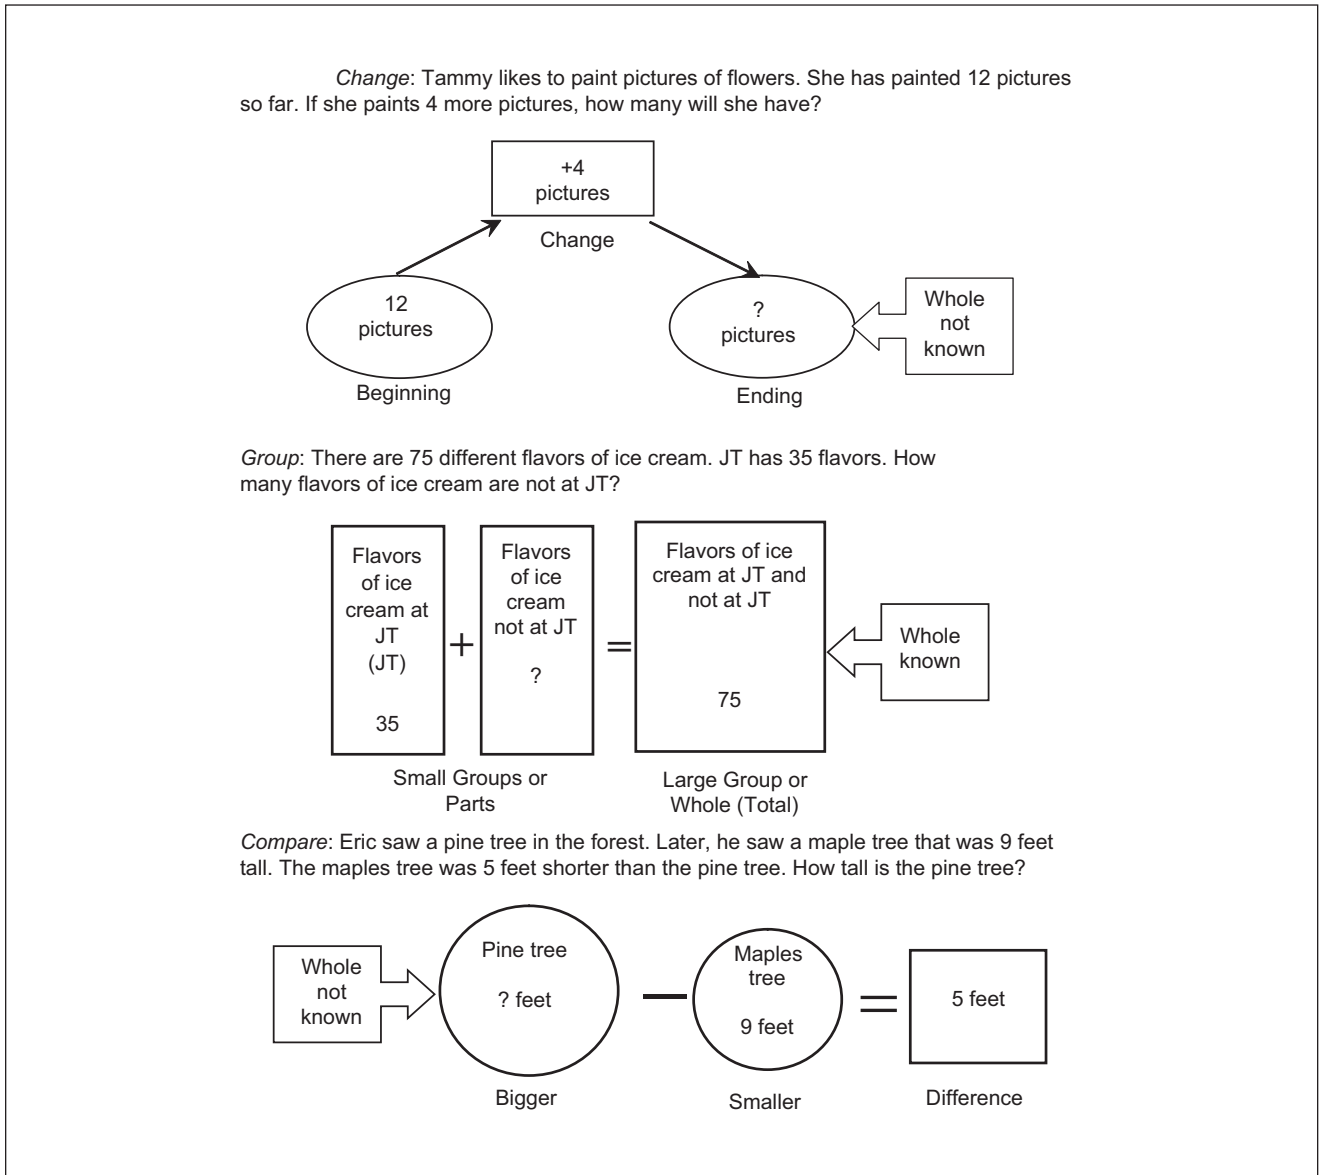 Change: Tammy likes to paint pictures of flowers. She has painted 12 pictures
so far. If she paints 4 more pictures, how many will she have?
+4
pictures
Change
12
pictures
Beginning
?
pictures
Ending
Whole
not
known
Group: There are 75 different flavors of ice cream. JT has 35 flavors. How
many flavors of ice cream are not at JT?
Flavors
of ice
cream at
JT
(JT)
35
+
Flavors
of ice
cream
not at JT
?
=
Flavors of ice
cream at JT and
not at JT
75
Whole
known
Small Groups or
Parts
Large Group or
Whole (Total)
Compare: Eric saw a pine tree in the forest. Later, he saw a maple tree that was 9 feet
tall. The maples tree was 5 feet shorter than the pine tree. How tall is the pine tree?
Whole
not
known
Pine tree
? feet
Bigger
−
Maples
tree
9 feet
Smaller
=
5 feet
Difference